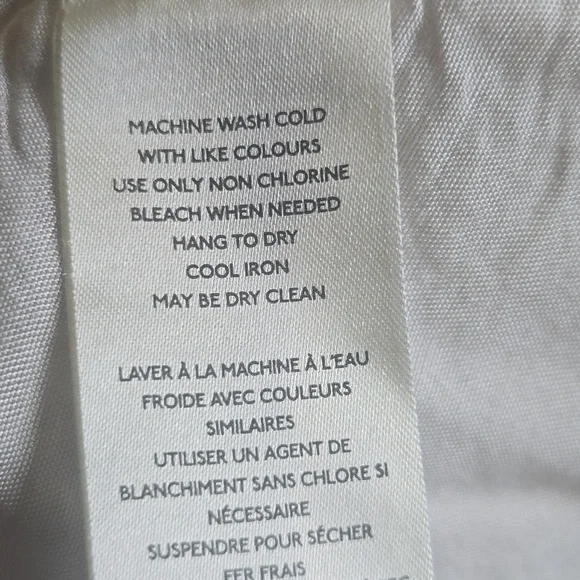 MACHINE WASH COLD
WITH LIKE COLOURS
USE ONLY NON CHLORINE
BLEACH WHEN NEEDED
HANG TO DRY
COOL IRON
MAY BE DRY CLEAN
LAVER À LA MACHINE À L'EAU
FROIDE AVEC COULEURS
SIMILAIRES
UTILISER UN AGENT DE
BLANCHIMENT SANS CHLORE SI
NÉCESSAIRE
SUSPENDRE POUR SÉCHER
FER FRAIS